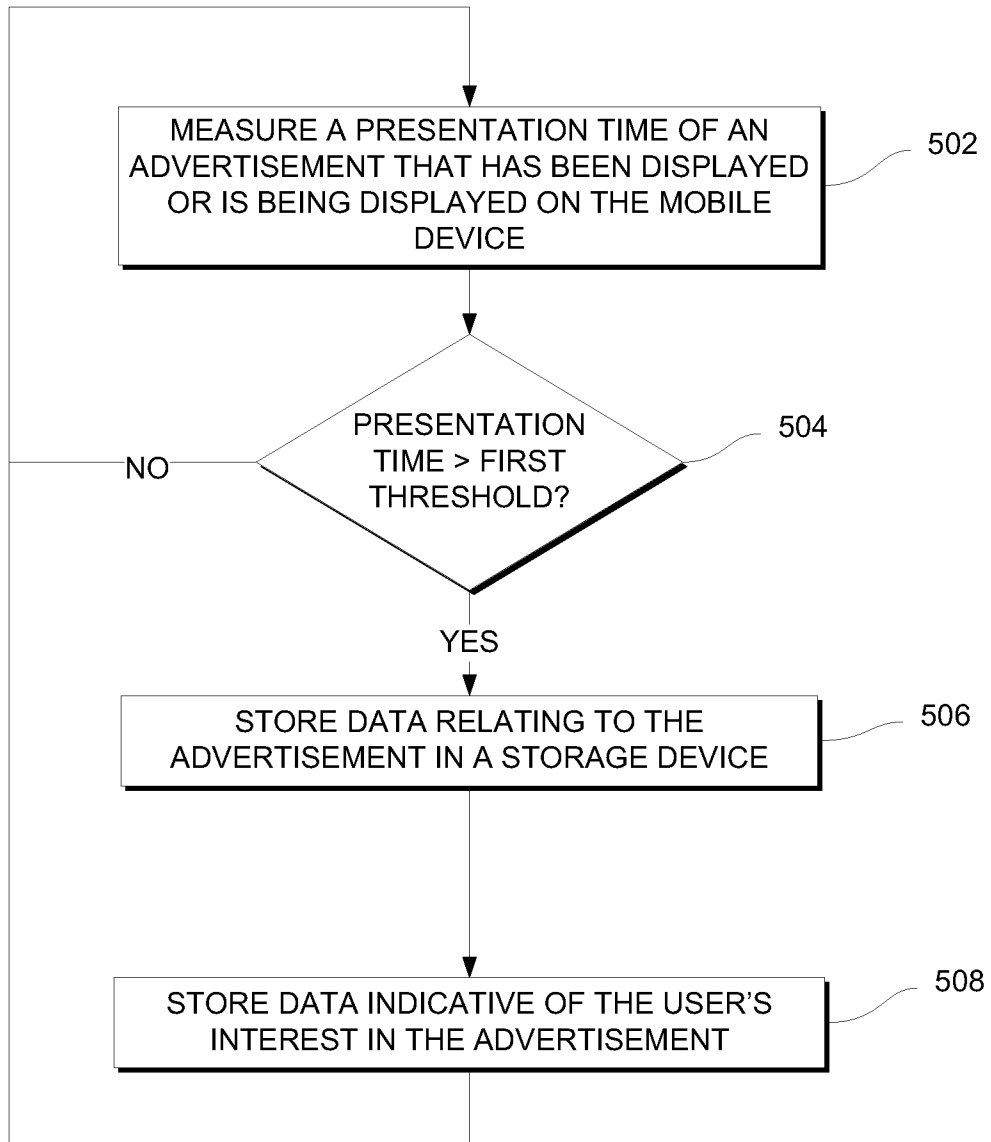 MEASURE A PRESENTATION TIME OF AN
ADVERTISEMENT THAT HAS BEEN DISPLAYED
OR IS BEING DISPLAYED ON THE MOBILE
DEVICE
502
PRESENTATION
TIME > FIRST
THRESHOLD?
504
NO
YES
STORE DATA RELATING TO THE
ADVERTISEMENT IN A STORAGE DEVICE
506
STORE DATA INDICATIVE OF THE USER’S
INTEREST IN THE ADVERTISEMENT
508